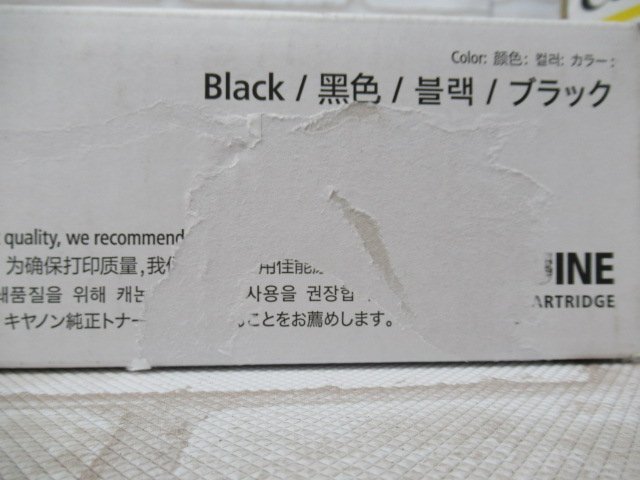 Color: 颜色: 컬러: カラー:
Black / 黑色 / 블랙 / ブラック
quality, we recommend
为确保打印质量,我
품질을 위해 캐논 사용을 권장합
キヤノン純正トナー ことをお薦めします。
INE
ARTRIDGE